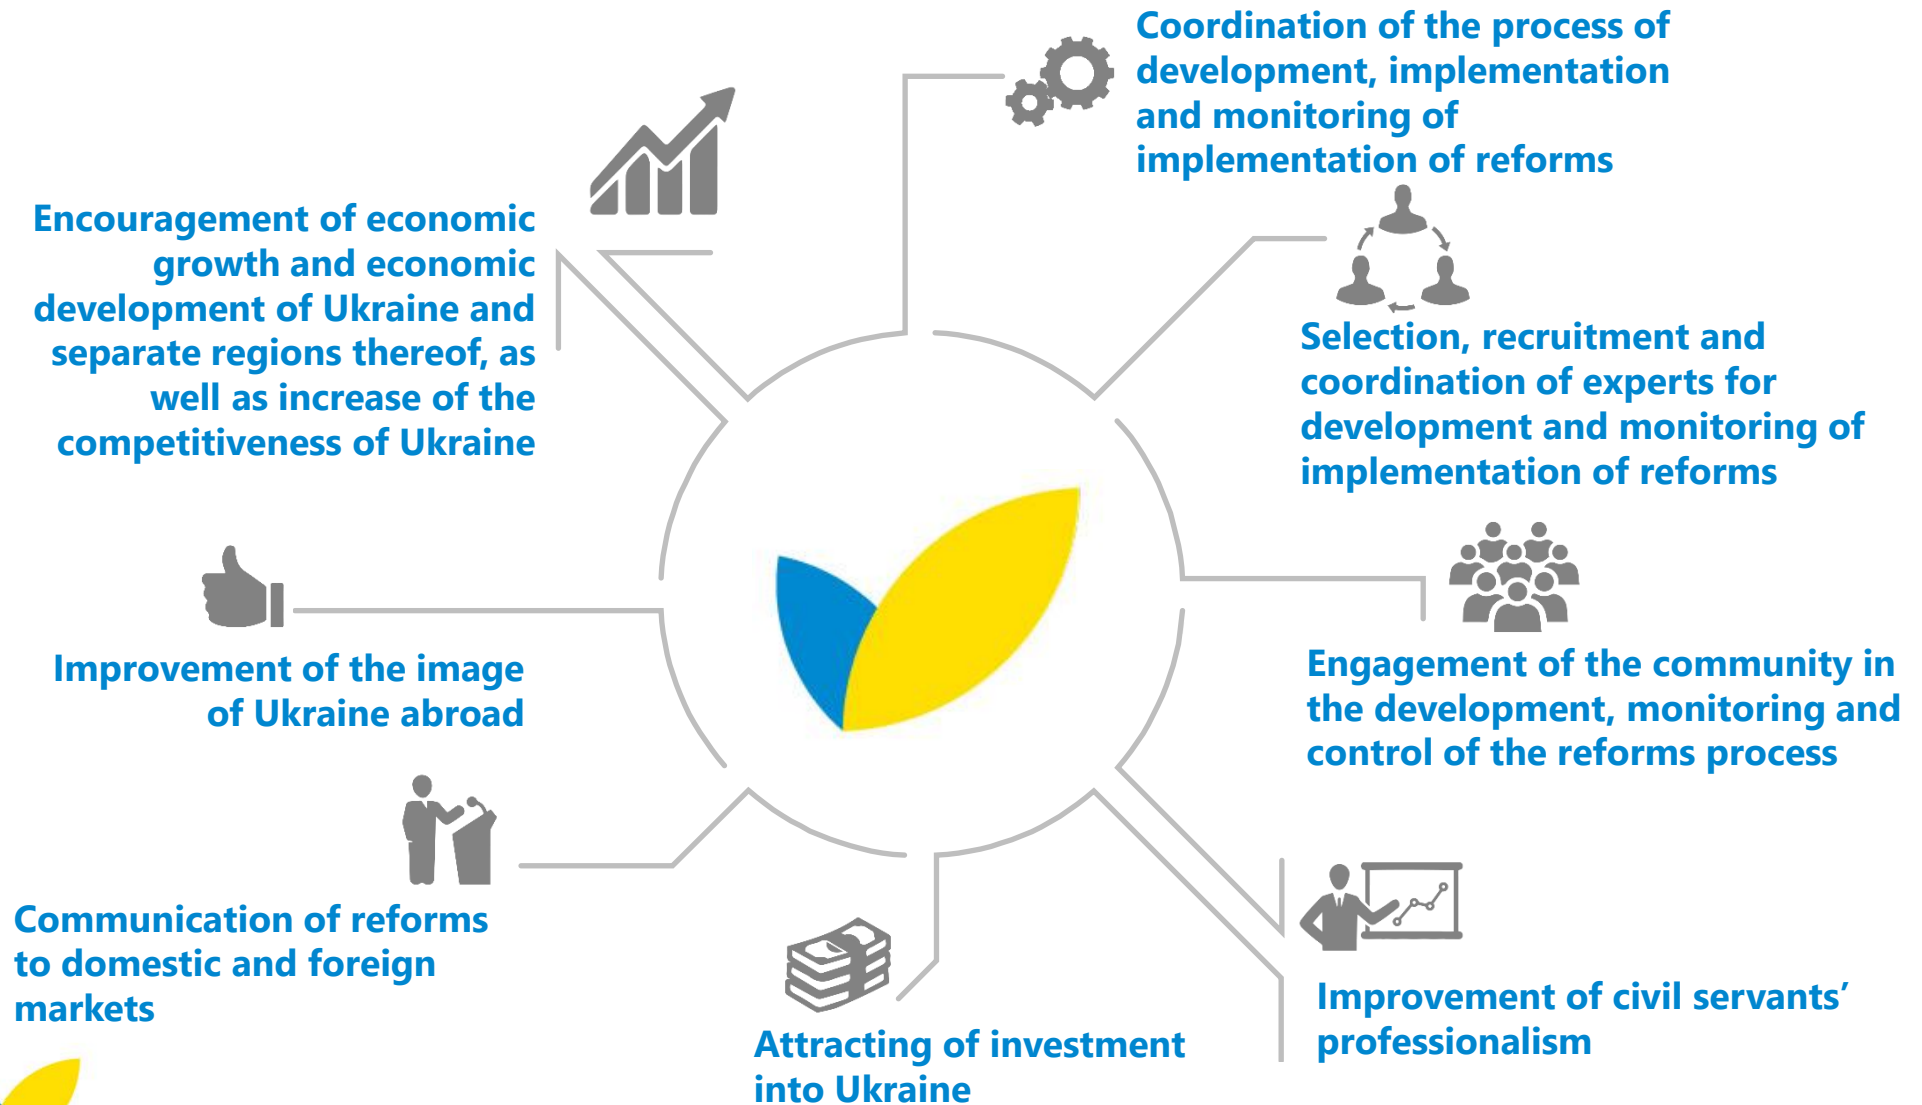 Coordination of the process of
development, implementation
and monitoring of
implementation of reforms
Selection, recruitment and
coordination of experts for
development and monitoring of
implementation of reforms
Engagement of the community in
the development, monitoring and
control of the reforms process
Improvement of civil servants’
professionalism
Attracting of investment
into Ukraine
Communication of reforms
to domestic and foreign
markets
Improvement of the image
of Ukraine abroad
Encouragement of economic
growth and economic
development of Ukraine and
separate regions thereof, as
well as increase of the
competitiveness of Ukraine